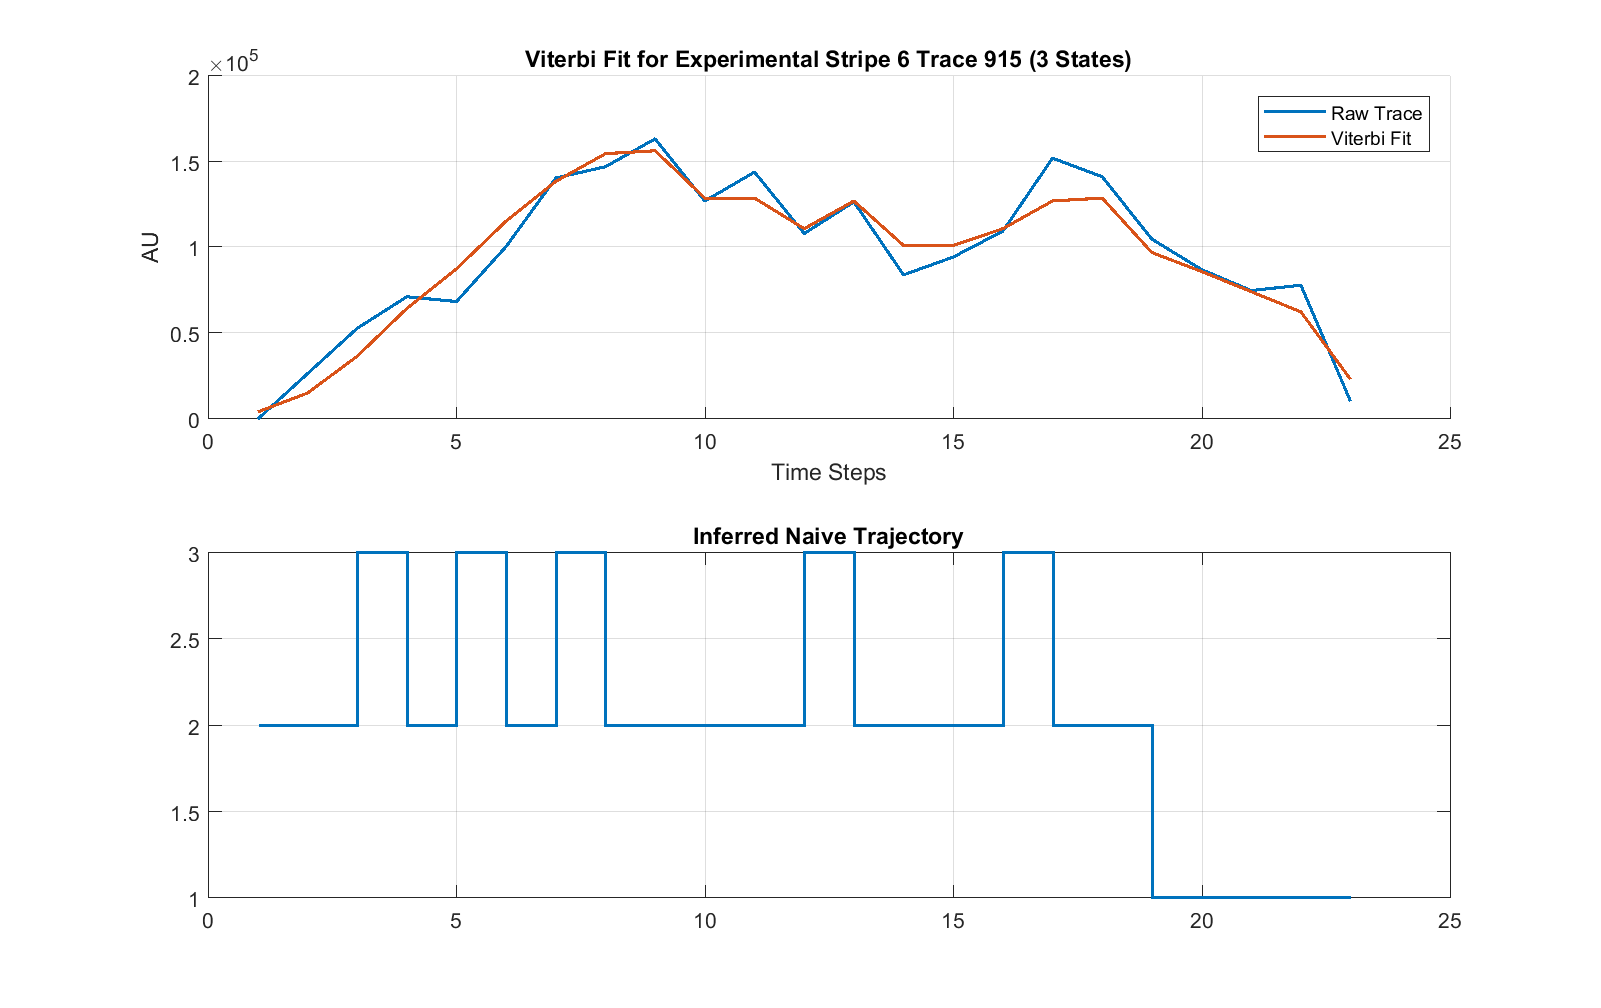 Viterbi Fit for Experimental Stripe 6 Trace 915 (3 States)
×10^5
2
1.5
1
0.5
0
AU
Raw Trace
Viterbi Fit
0 5 10 15 20 25
Time Steps
Inferred Naive Trajectory
3
2.5
2
1.5
1
0 5 10 15 20 25